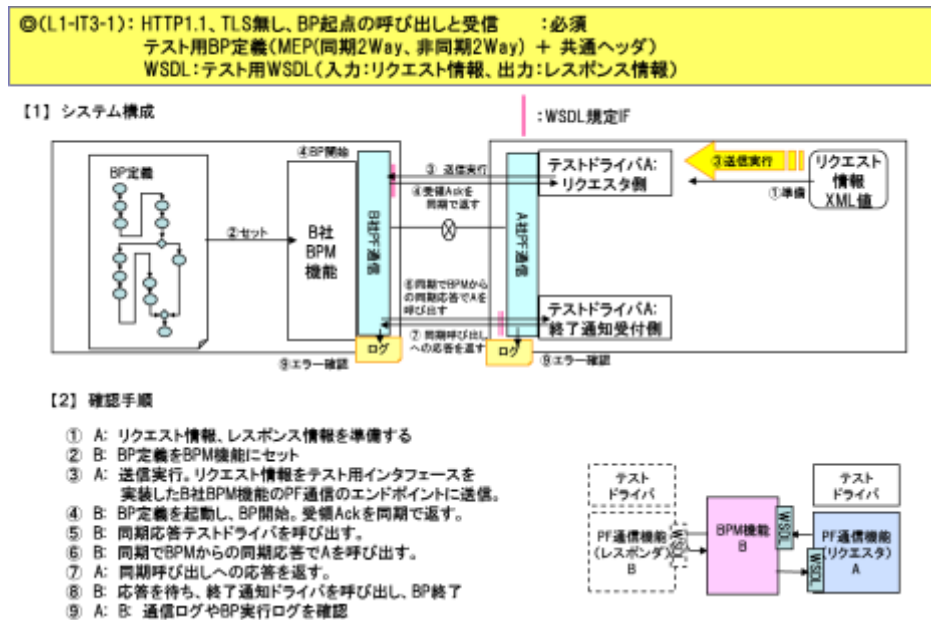 ◎(L1-IT3-1): HTTP1.1、TLS無し、BP起点の呼び出しと受信 :必須
テスト用BP定義(MEP(同期2Way、非同期2Way) + 共通ヘッダ)
WSDL:テスト用WSDL(入力:リクエスト情報、出力:レスポンス情報)
【1】 システム構成
:WSDL規定IF
④BP開始
BP定義
②セット
B社
BPM
機能
B社PF通信
③ 送信実行
④受領Ackを
同期で返す
A社PF通信
テストドライバA:
リクエスタ側
③送信実行
①準備
リクエスト
情報
XML値
⑥同期でBPMから
の同期応答でAを
呼び出す
⑦ 同期呼び出し
への応答を返す
テストドライバA:
終了通知受付側
ログ
ログ
⑨エラー確認
⑨エラー確認
【2】 確認手順
① A: リクエスト情報、レスポンス情報を準備する
② B: BP定義をBPM機能にセット
③ A: 送信実行。リクエスト情報をテスト用インタフェースを
実装したB社BPM機能のPF通信のエンドポイントに送信。
④ B: BP定義を起動し、BP開始。受領Ackを同期で返す。
⑤ B: 同期応答テストドライバを呼び出す。
⑥ B: 同期でBPMからの同期応答でAを呼び出す。
⑦ A: 同期呼び出しへの応答を返す。
⑧ B: 応答を待ち、終了通知ドライバを呼び出し、BP終了
⑨ A: B: 通信ログやBP実行ログを確認
テスト
ドライバ
PF通信機能
(レスポンダ)
B
WSDL
BPM機能
B
WSDL
WSDL
テスト
ドライバ
PF通信機能
(リクエスタ)
A